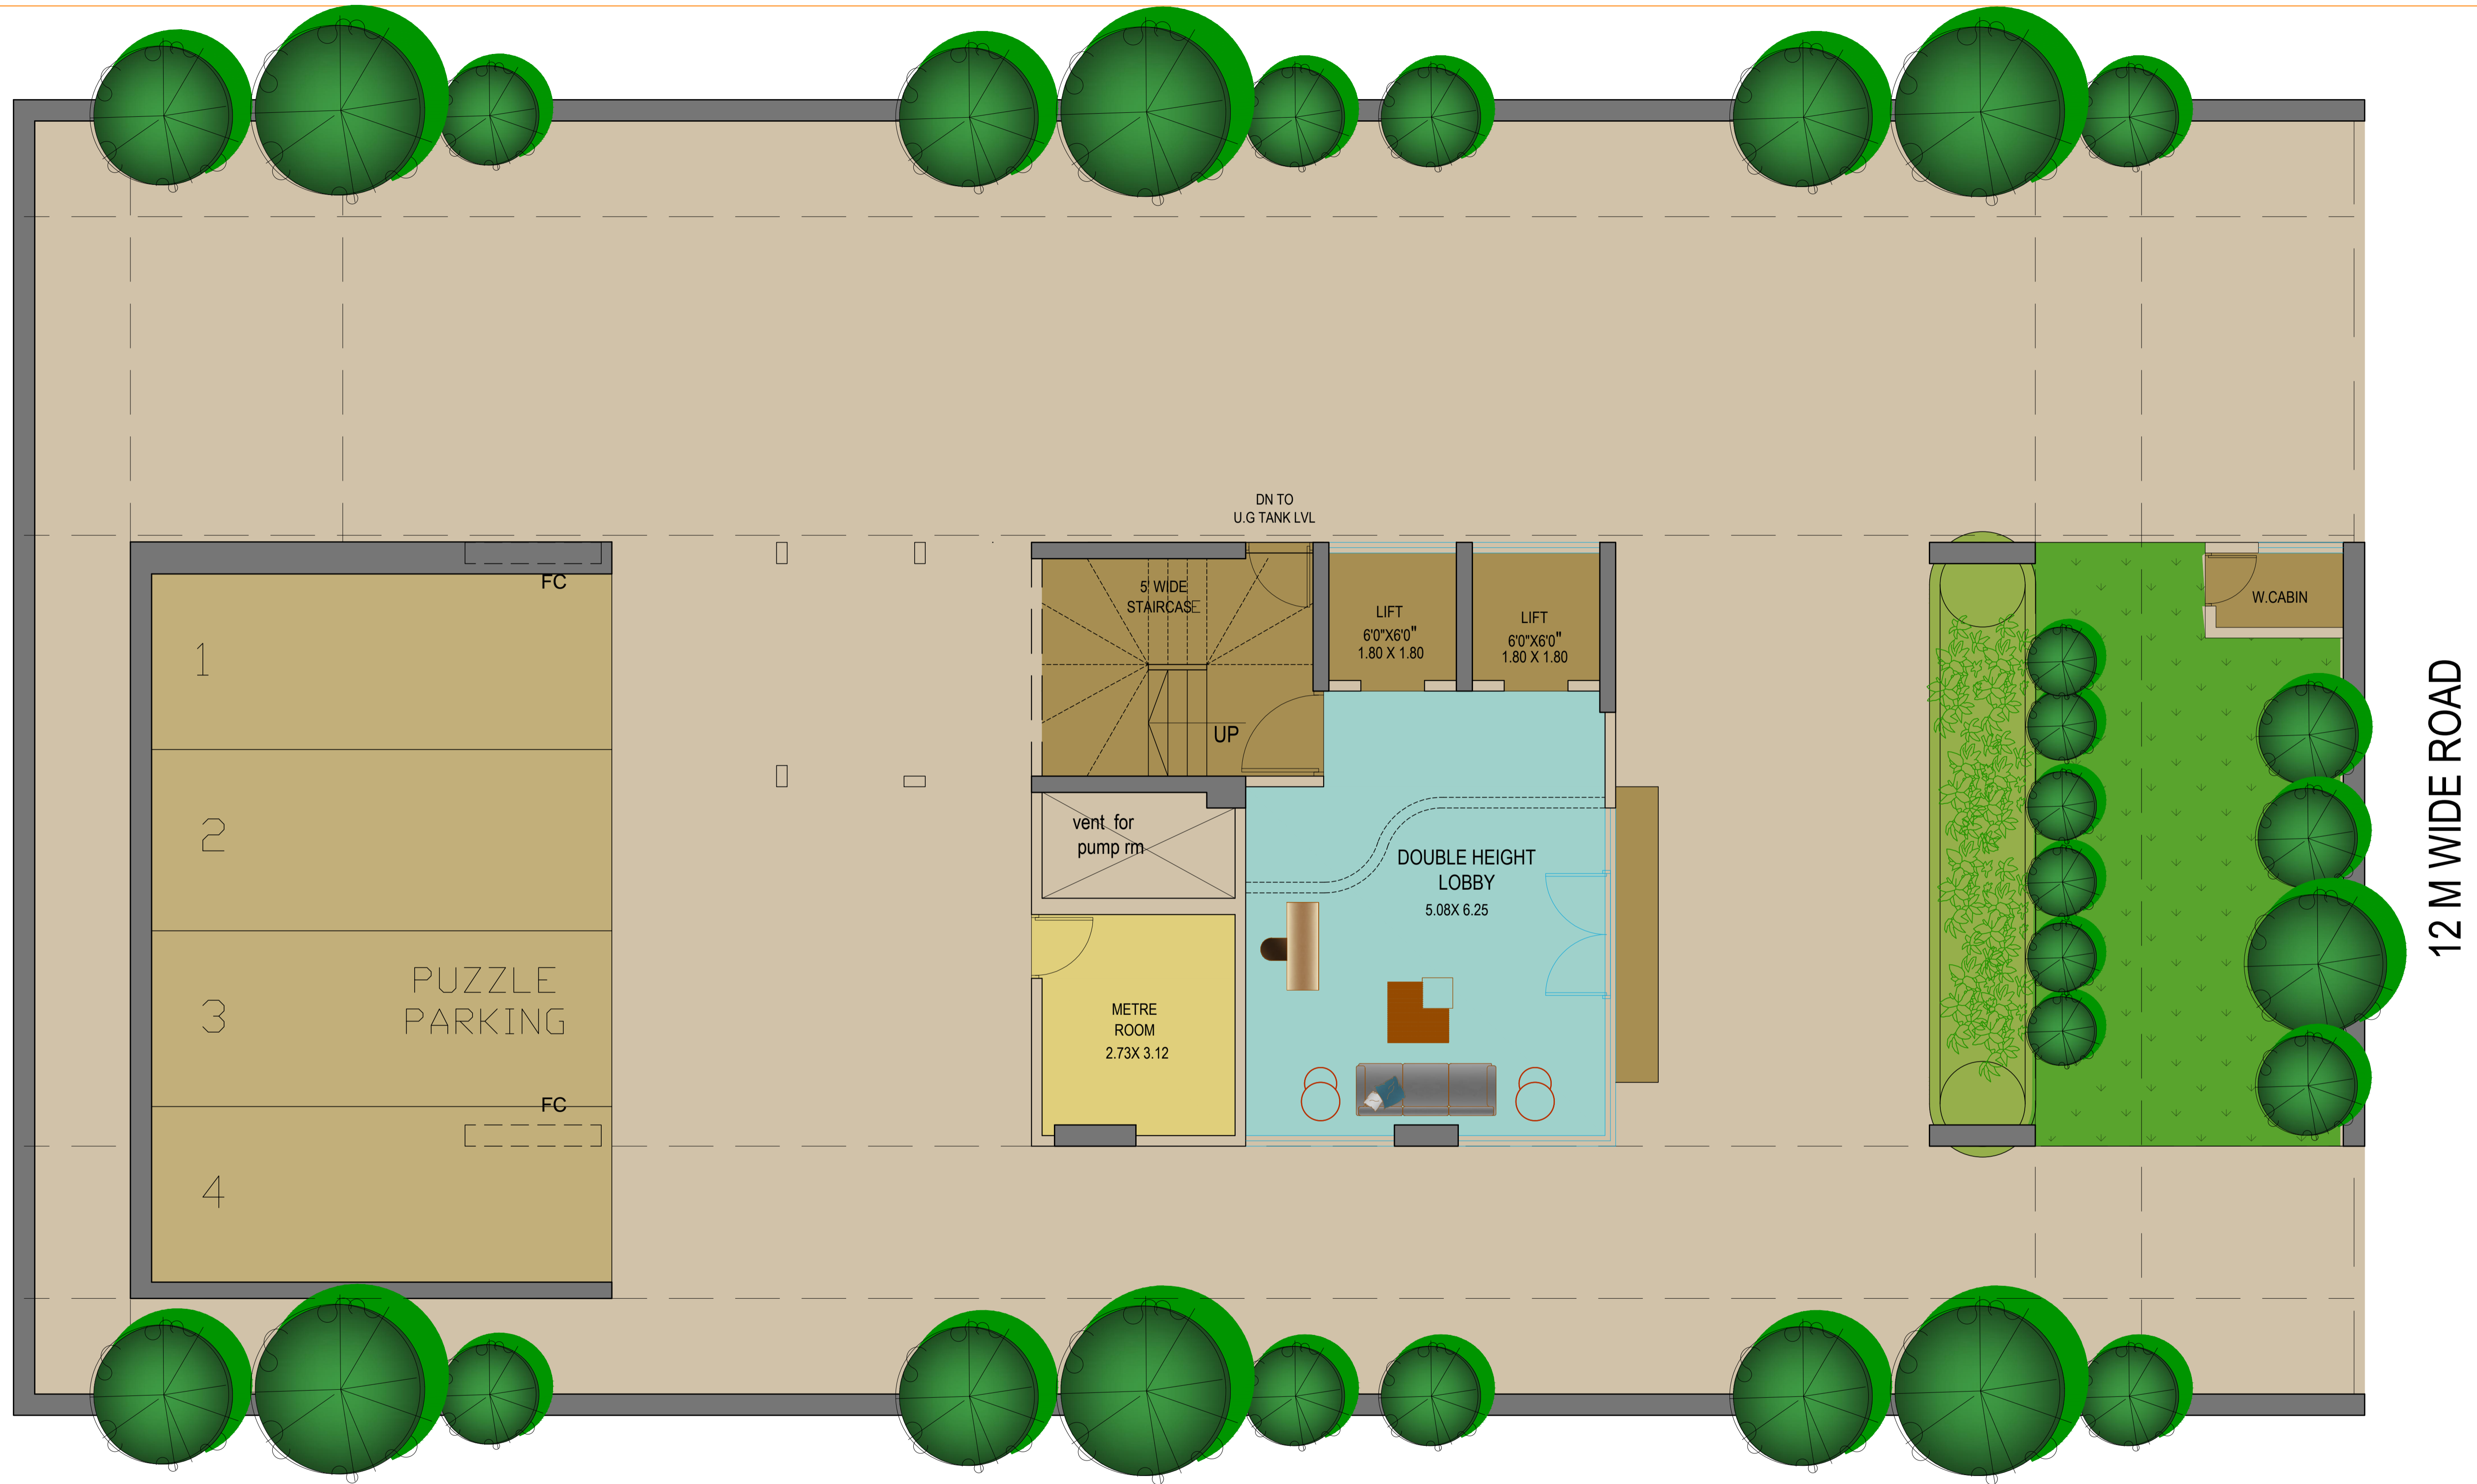 DN TO
U.G TANK LVL
FC
5' WIDE
STAIRCASE
LIFT
6'0"X6'0"
1.80 X 1.80
LIFT
6'0"X6'0"
1.80 X 1.80
W.CABIN
1
UP
2
vent for
pump rm
DOUBLE HEIGHT
LOBBY
5.08X 6.25
12 M WIDE ROAD
3
PUZZLE
PARKING
METRE
ROOM
2.73X 3.12
FC
4